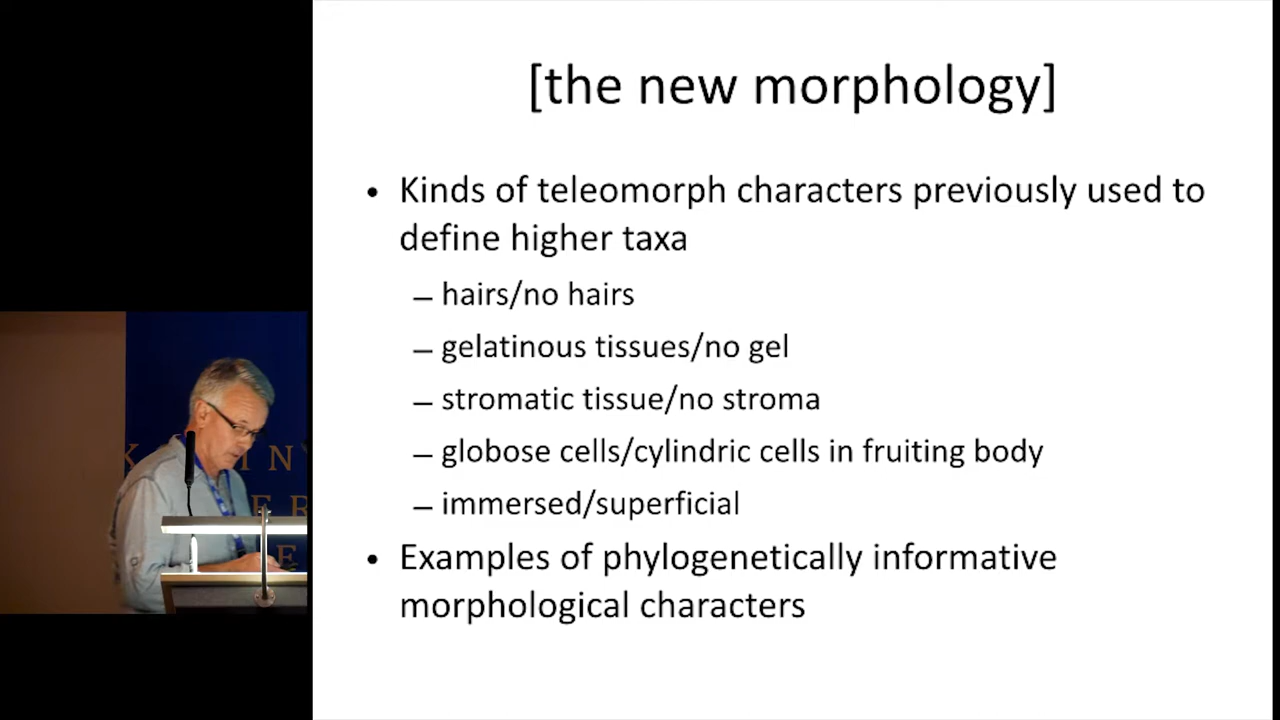 [the new morphology]
• Kinds of teleomorph characters previously used to
define higher taxa
– hairs/no hairs
– gelatinous tissues/no gel
– stromatic tissue/no stroma
– globose cells/cylindric cells in fruiting body
– immersed/superficial
• Examples of phylogenetically informative
morphological characters